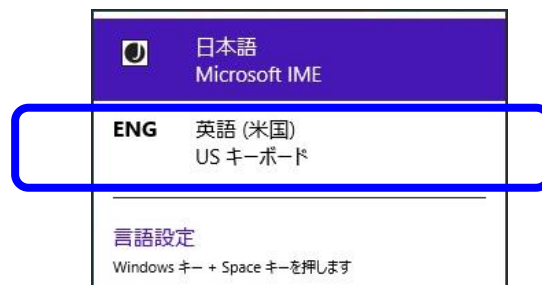 日本語
Microsoft IME
ENG 英語 (米国)
US キーボード
言語設定
Windows キー + Space キーを押します